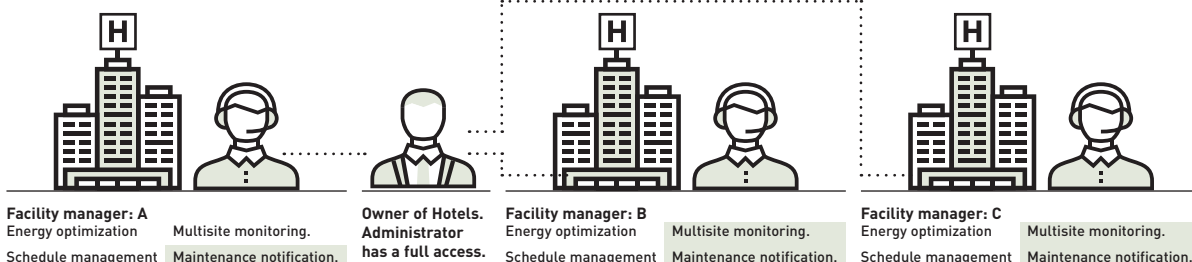 H
H
H
Facility manager: A
Energy optimization
Multisite monitoring.
Schedule management
Maintenance notification.
Owner of Hotels.
Administrator
has a full access.
Facility manager: B
Energy optimization
Multisite monitoring.
Schedule management
Maintenance notification.
Facility manager: C
Energy optimization
Multisite monitoring.
Schedule management
Maintenance notification.